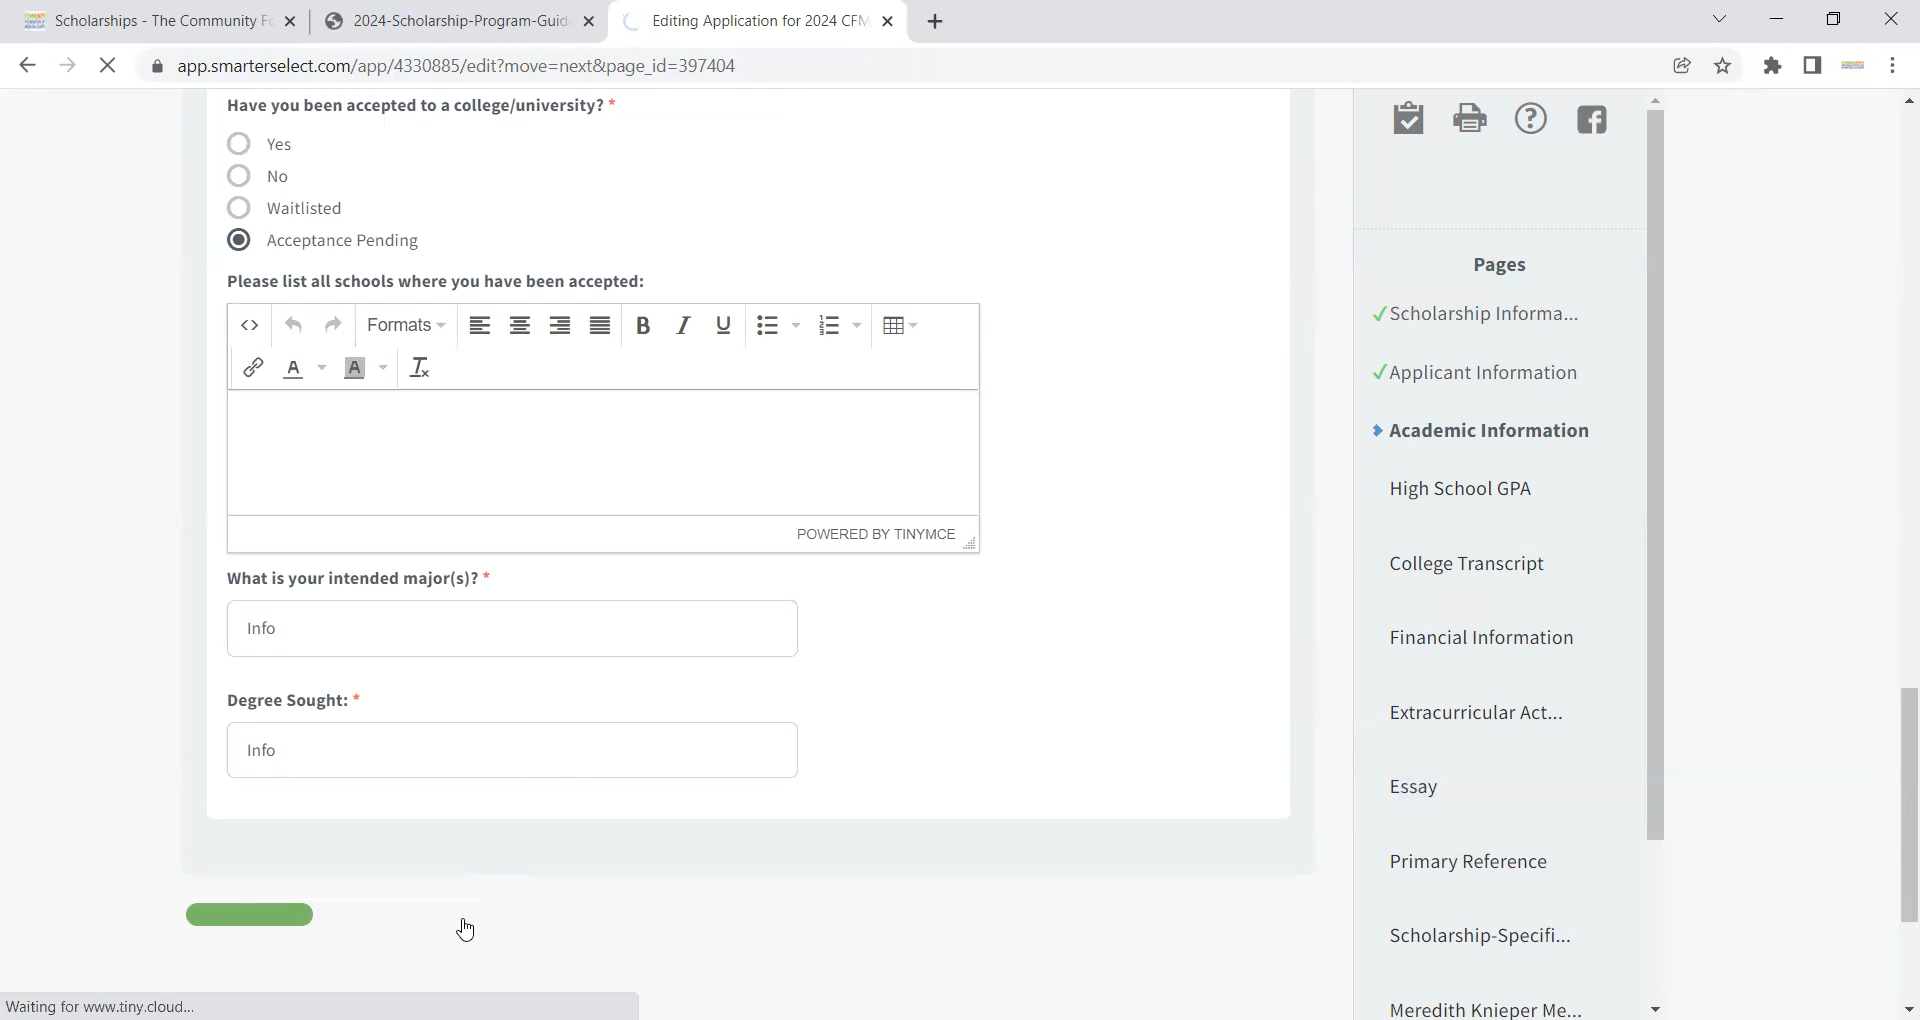 Scholarships - The Community F
2024-Scholarship-Program-Guid
Editing Application for 2024 CFM
app.smarterselect.com/app/4330885/edit?move=next&page_id=397404
Have you been accepted to a college/university? *
Yes
No
Waitlisted
Acceptance Pending
Please list all schools where you have been accepted:
Formats
POWERED BY TINYMCE
What is your intended major(s)? *
Info
Degree Sought: *
Info
Pages
Scholarship Informa...
Applicant Information
Academic Information
High School GPA
College Transcript
Financial Information
Extracurricular Act...
Essay
Primary Reference
Scholarship-Specifi...
Meredith Knieper Me...
Waiting for www.tiny.cloud...